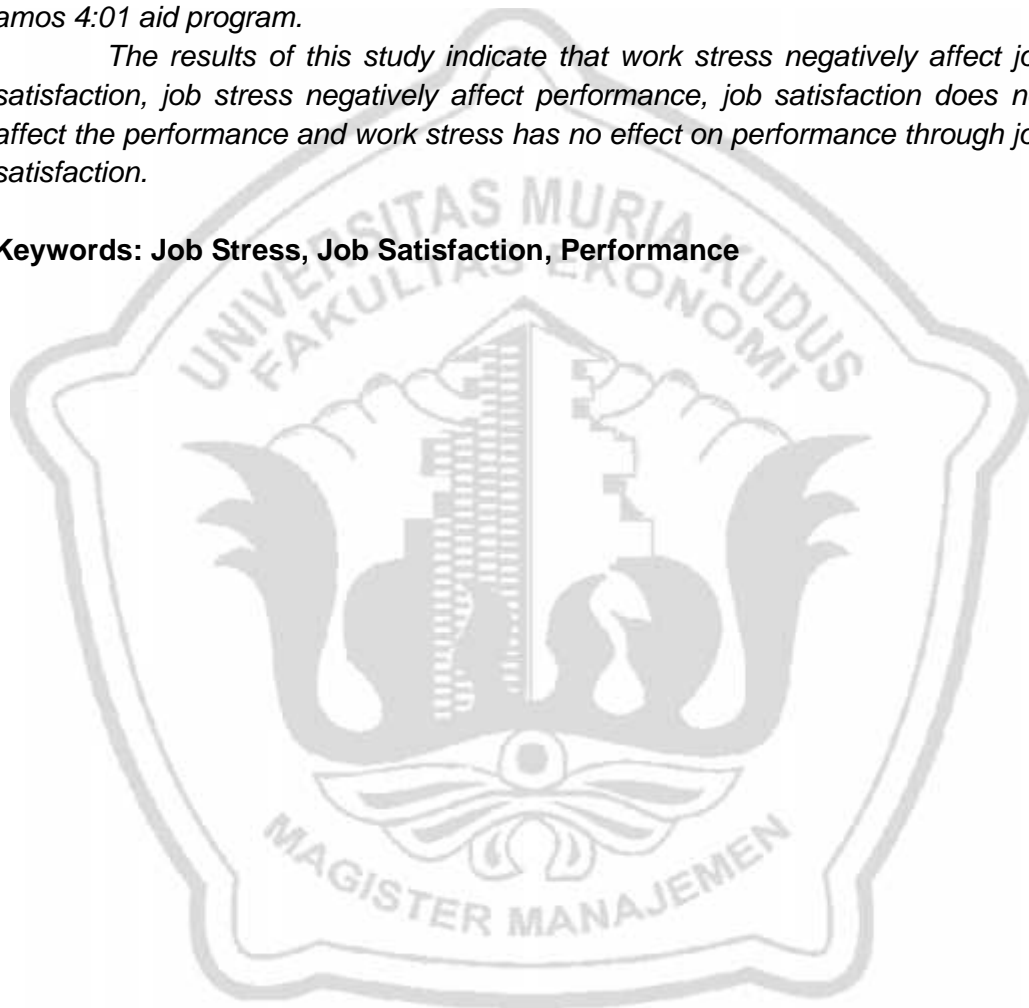 amos 4:01 aid program.
The results of this study indicate that work stress negatively affect jo
satisfaction, job stress negatively affect performance, job satisfaction does n
affect the performance and work stress has no effect on performance through jo
satisfaction.
Keywords: Job Stress, Job Satisfaction, Performance
UNIVERSITAS MURIA KUDUS
FAKULTAS EKONOMI
MAGISTER MANAJEMEN